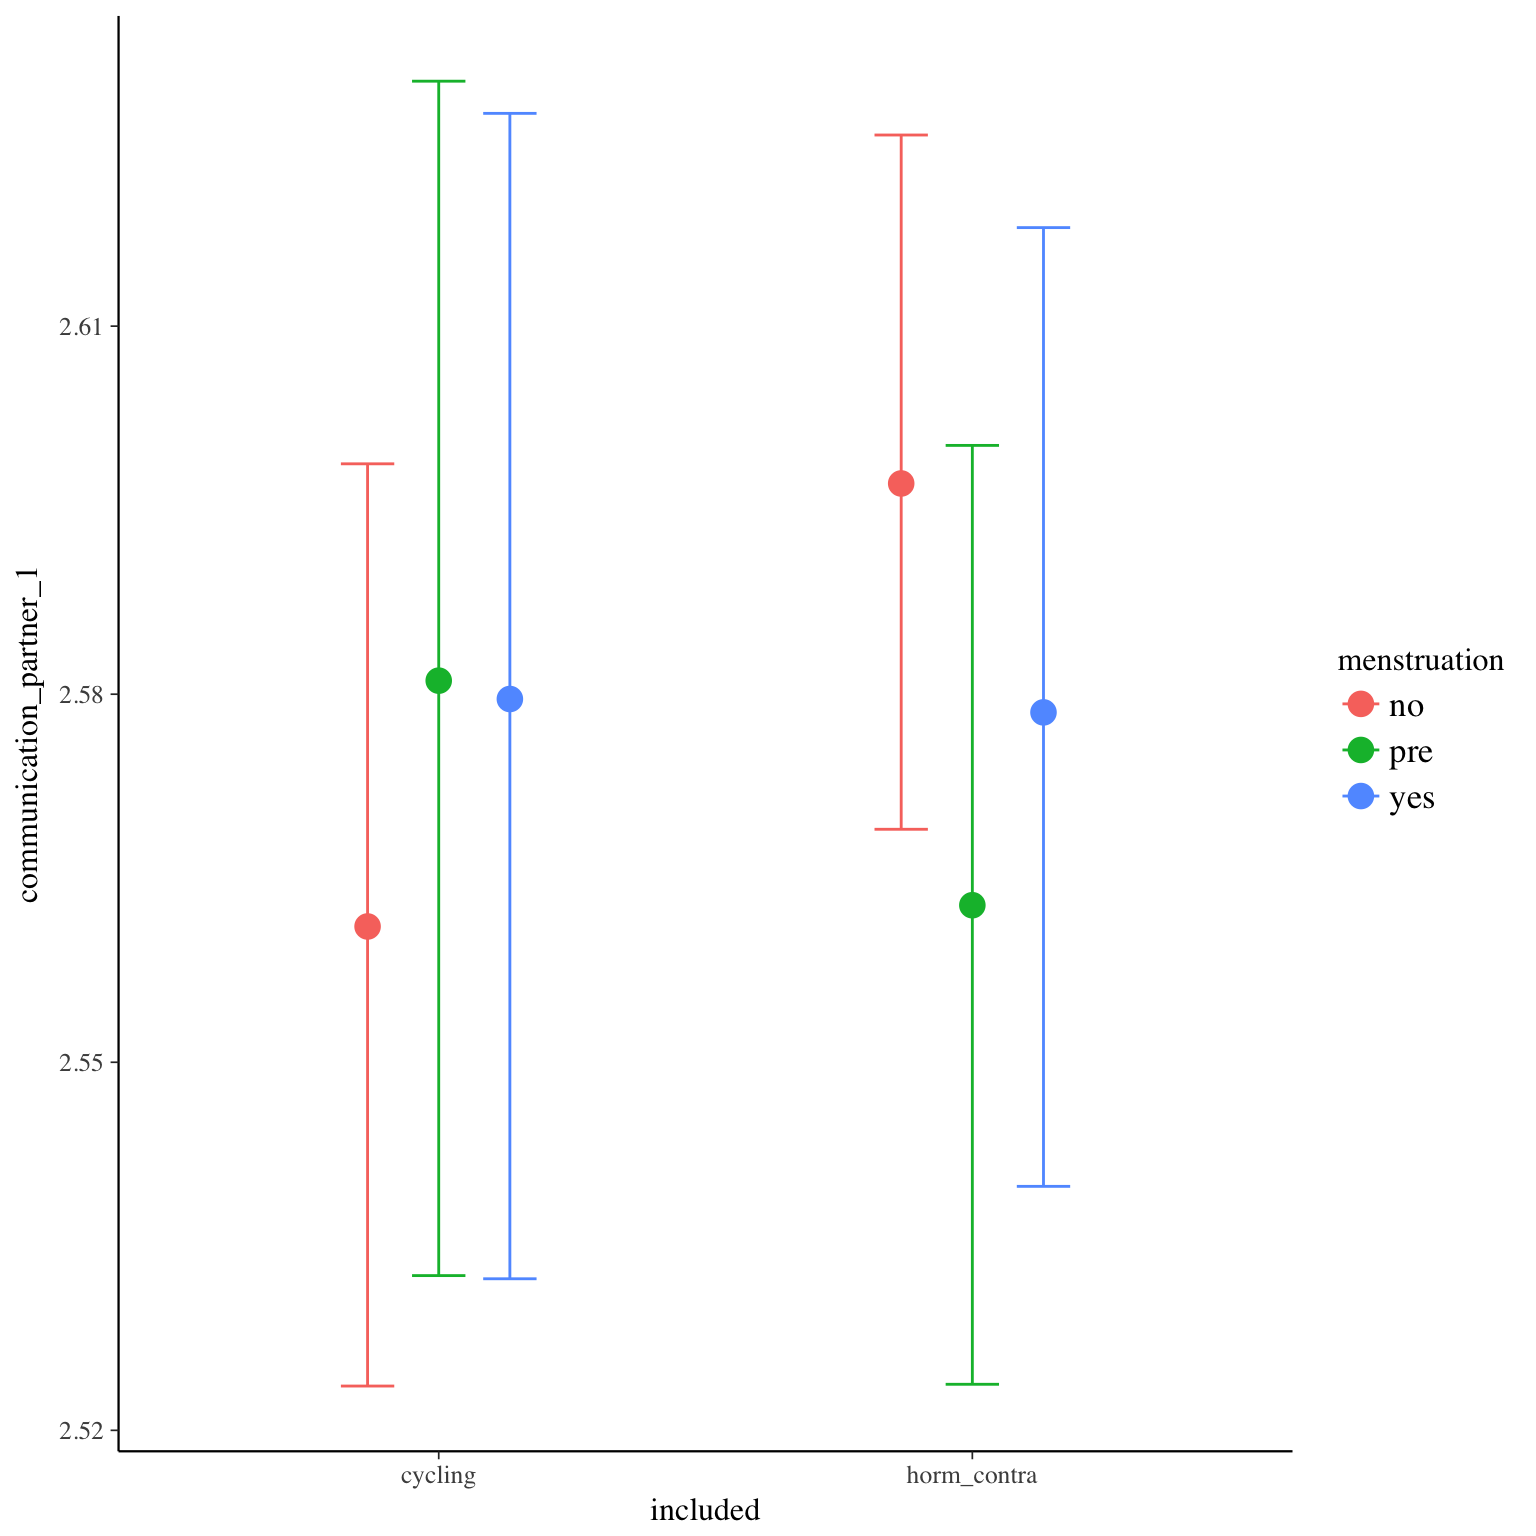 communication_partner_1
2.61
2.58
2.55
2.52
cycling
horm_contra
included
menstruation
no
pre
yes